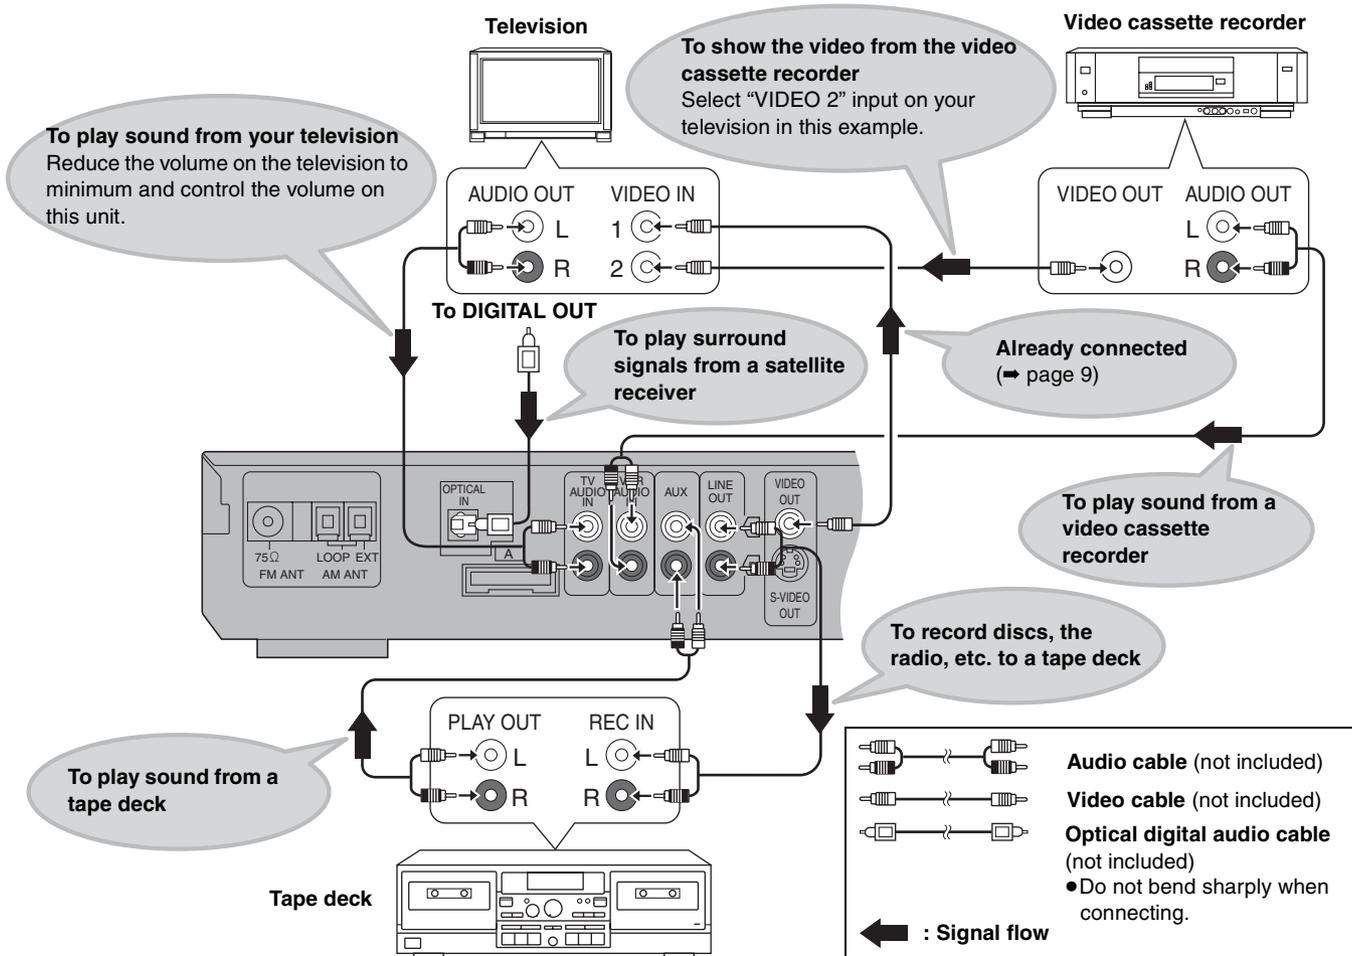 Television
Video cassette recorder
To show the video from the video
cassette recorder
Select “VIDEO 2” input on your
television in this example.
To play sound from your television
Reduce the volume on the television to
minimum and control the volume on
this unit.
AUDIO OUT
VIDEO IN
L
R
1
2
VIDEO OUT
AUDIO OUT
L
R
To DIGITAL OUT
To play surround
signals from a satellite
receiver
Already connected
(➡ page 9)
To play sound from a
video cassette
recorder
75Ω
FM ANT
LOOP EXT
AM ANT
OPTICAL
IN
A
TV
AUDIO
IN
AUDIO
AUX
LINE
OUT
VIDEO
OUT
S-VIDEO
OUT
To record discs, the
radio, etc. to a tape deck
To play sound from a
tape deck
PLAY OUT
REC IN
L
R
L
R
Tape deck
Audio cable (not included)
Video cable (not included)
Optical digital audio cable
(not included)
●Do not bend sharply when
connecting.
: Signal flow